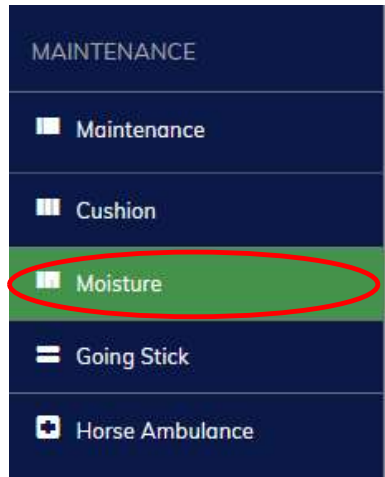 MAINTENANCE
Maintenance
Cushion
Moisture
Going Stick
Horse Ambulance